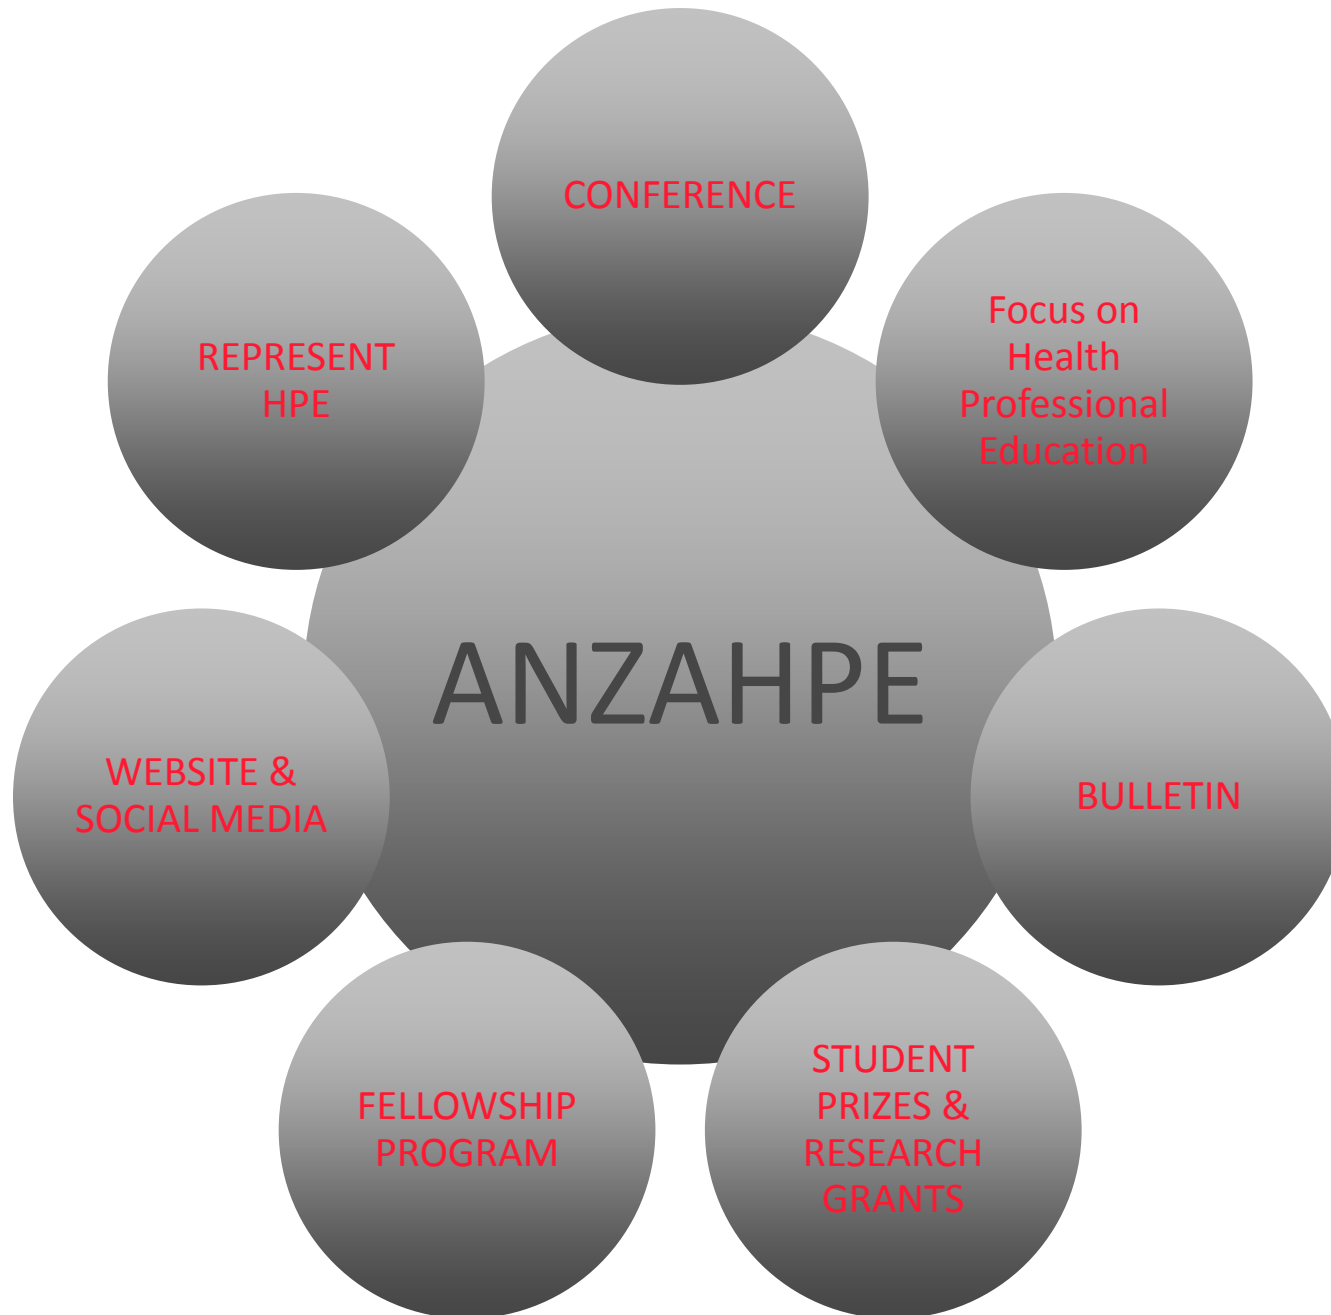 CONFERENCE
Focus on
Health
Professional
Education
REPRESENT
HPE
ANZAHPE
WEBSITE &
SOCIAL MEDIA
BULLETIN
FELLOWSHIP
PROGRAM
STUDENT
PRIZES &
RESEARCH
GRANTS